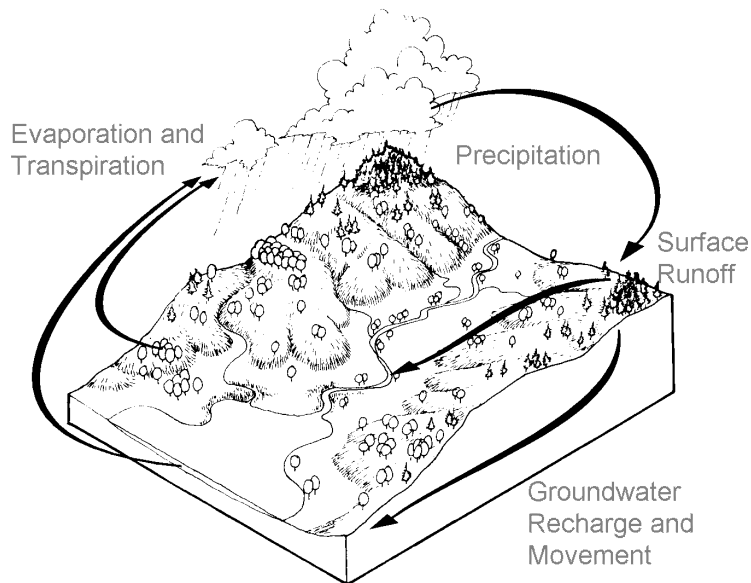 Evaporation and
Transpiration
Precipitation
Surface
Runoff
Groundwater
Recharge and
Movement